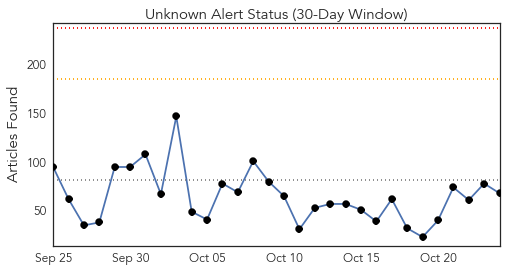 Unknown Alert Status (30-Day Window)
Articles Found
200
150
100
50
Sep 25 Sep 30 Oct 05 Oct 10 Oct 15 Oct 20